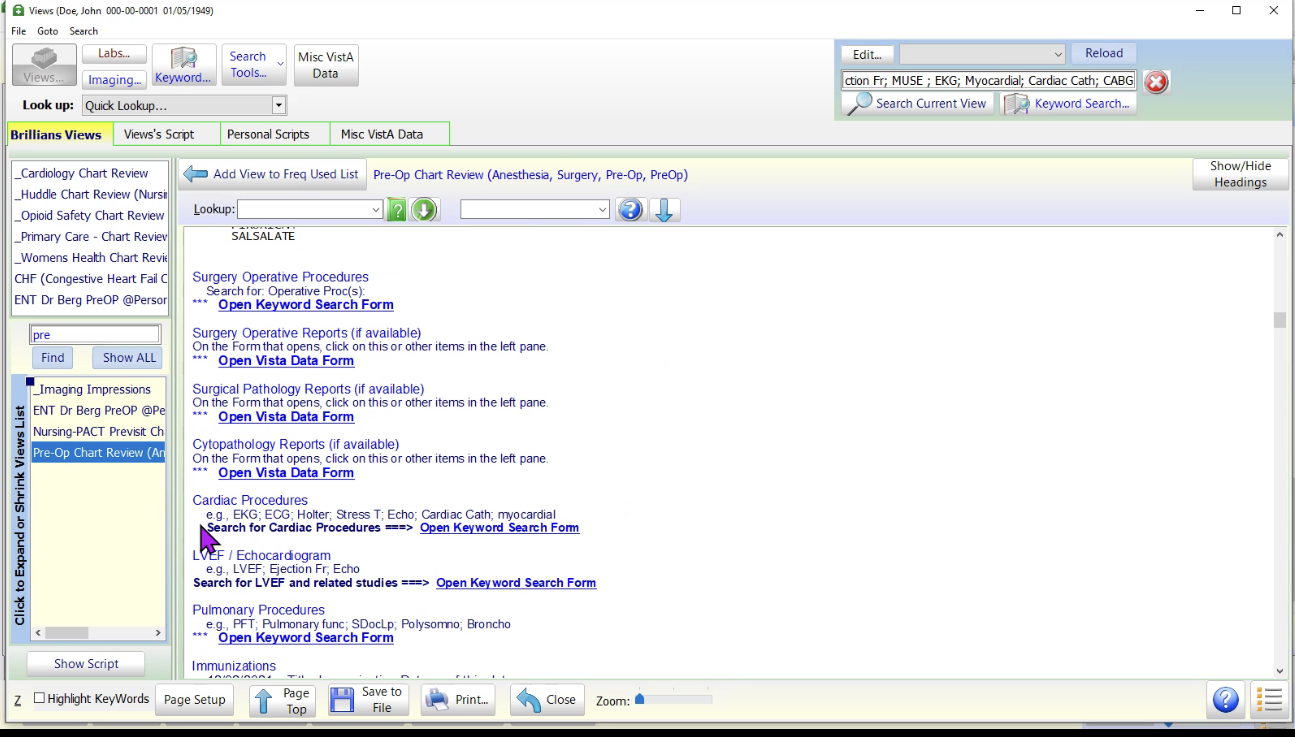 Views (Doe, John 000-00-0001 01/05/1949)
File Goto Search
Views... Labs... Imaging... Keyword... Search Tools... Misc VistA Data
Edit... Reload
ction Fr; MUSE ; EKG; Myocardial; Cardiac Cath; CABG
Look up: Quick Lookup...
Search Current View Keyword Search...
Brillians Views Views's Script Personal Scripts Misc VistA Data
_Cardiology Chart Review
_Huddle Chart Review (Nursi
_Opioid Safety Chart Review
_Primary Care - Chart Review
_Womens Health Chart Revie
CHF (Congestive Heart Fail C
ENT Dr Berg PreOP @Person
pre
Find Show ALL
Click to Expand or Shrink Views List
_Imaging Impressions
ENT Dr Berg PreOP @Pe
Nursing-PACT Previsit Ch
Pre-Op Chart Review (An
Show Script
Add View to Freq Used List Pre-Op Chart Review (Anesthesia, Surgery, Pre-Op, PreOp)
Show/Hide Headings
Lookup:
SALSALATE
Surgery Operative Procedures
Search for: Operative Proc(s):
*** Open Keyword Search Form
Surgery Operative Reports (if available)
On the Form that opens, click on this or other items in the left pane.
*** Open Vista Data Form
Surgical Pathology Reports (if available)
On the Form that opens, click on this or other items in the left pane.
*** Open Vista Data Form
Cytopathology Reports (if available)
On the Form that opens, click on this or other items in the left pane.
*** Open Vista Data Form
Cardiac Procedures
e.g., EKG; ECG; Holter; Stress T; Echo; Cardiac Cath; myocardial
Search for Cardiac Procedures ===> Open Keyword Search Form
LVEF / Echocardiogram
e.g., LVEF; Ejection Fr; Echo
Search for LVEF and related studies ===> Open Keyword Search Form
Pulmonary Procedures
e.g., PFT; Pulmonary func; SDocLp; Polysomno; Broncho
*** Open Keyword Search Form
Immunizations
Z Highlight KeyWords Page Setup Page Top Save to File Print... Close Zoom: